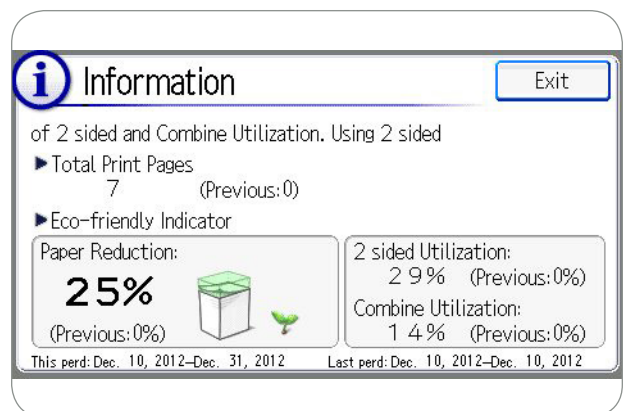 i Information Exit
of 2 sided and Combine Utilization. Using 2 sided
▶Total Print Pages
7 (Previous:0)
▶Eco-friendly Indicator
Paper Reduction:
25%
(Previous:0%)
2 sided Utilization:
29% (Previous:0%)
Combine Utilization:
14% (Previous:0%)
This perd: Dec. 10, 2012–Dec. 31, 2012 Last perd: Dec. 10, 2012–Dec. 10, 2012